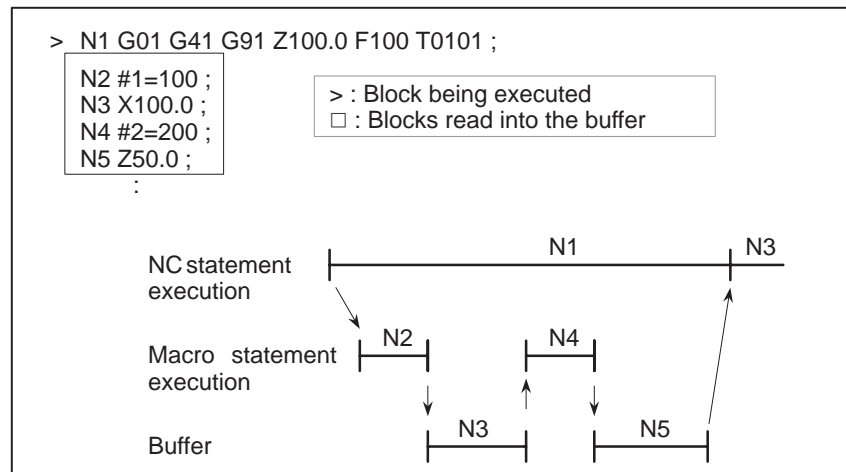 > N1 G01 G41 G91 Z100.0 F100 T0101 ;
N2 #1=100 ;
N3 X100.0 ;
N4 #2=200 ;
N5 Z50.0 ;
:
> : Block being executed
□ : Blocks read into the buffer
N1 N3
NC statement
execution
N2 N4
Macro statement
execution
N3 N5
Buffer